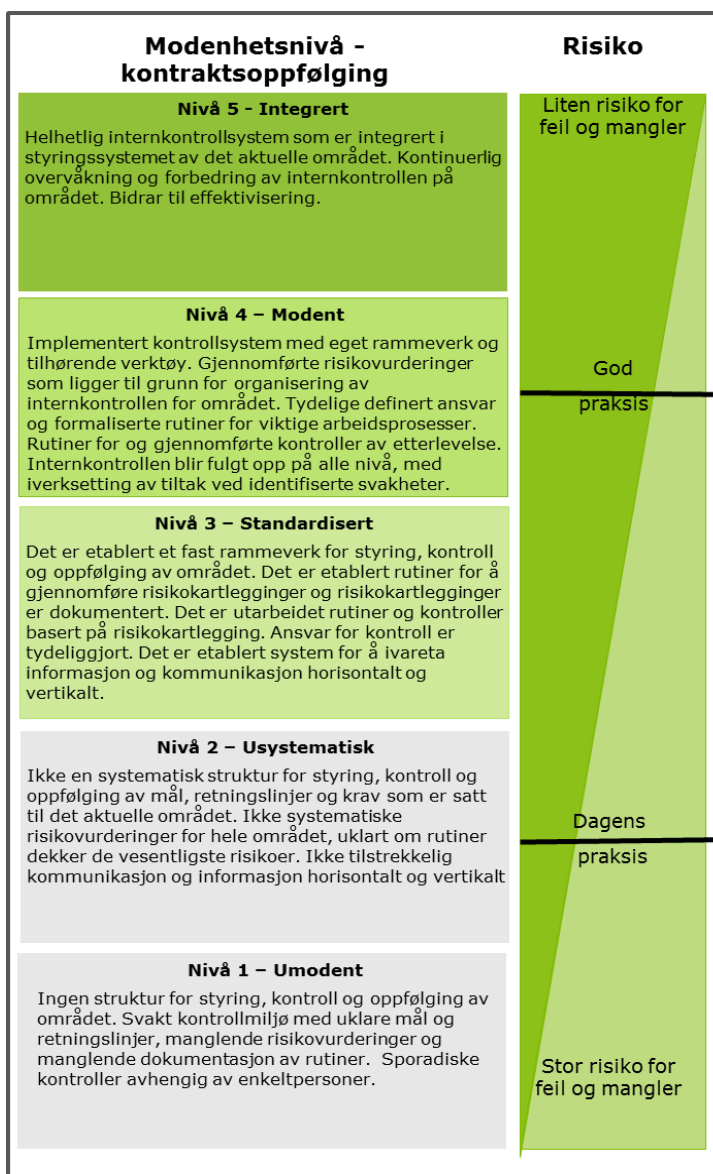 Modenhetsnivå -
kontraktsoppfølging
Risiko
Nivå 5 - Integrert
Helhetlig internkontrollsystem som er integrert i
styringssystemet av det aktuelle området. Kontinuerlig
overvåkning og forbedring av internkontrollen på
området. Bidrar til effektivisering.
Liten risiko for
feil og mangler
Nivå 4 – Modent
Implementert kontrollsystem med eget rammeverk og
tilhørende verktøy. Gjennomførte risikovurderinger
som ligger til grunn for organisering av
internkontrollen for området. Tydelige definert ansvar
og formaliserte rutiner for viktige arbeidsprosesser.
Rutiner for og gjennomførte kontroller av etterlevelse.
Internkontrollen blir fulgt opp på alle nivå, med
iverksetting av tiltak ved identifiserte svakheter.
God
praksis
Nivå 3 – Standardisert
Det er etablert et fast rammeverk for styring, kontroll
og oppfølging av området. Det er etablert rutiner for å
gjennomføre risikokartlegginger og risikokartlegginger
er dokumentert. Det er utarbeidet rutiner og kontroller
basert på risikokartlegging. Ansvar for kontroll er
tydeliggjort. Det er etablert system for å ivareta
informasjon og kommunikasjon horisontalt og
vertikalt.
Nivå 2 – Usystematisk
Ikke en systematisk struktur for styring, kontroll og
oppfølging av mål, retningslinjer og krav som er satt
til det aktuelle området. Ikke systematiske
risikovurderinger for hele området, uklart om rutiner
dekker de vesentligste risikoer. Ikke tilstrekkelig
kommunikasjon og informasjon horisontalt og vertikalt
Dagens
praksis
Nivå 1 – Umodent
Ingen struktur for styring, kontroll og oppfølging av
området. Svakt kontrollmiljø med uklare mål og
retningslinjer, manglende risikovurderinger og
manglende dokumentasjon av rutiner. Sporadiske
kontroller avhengig av enkeltpersoner.
Stor risiko for
feil og mangler